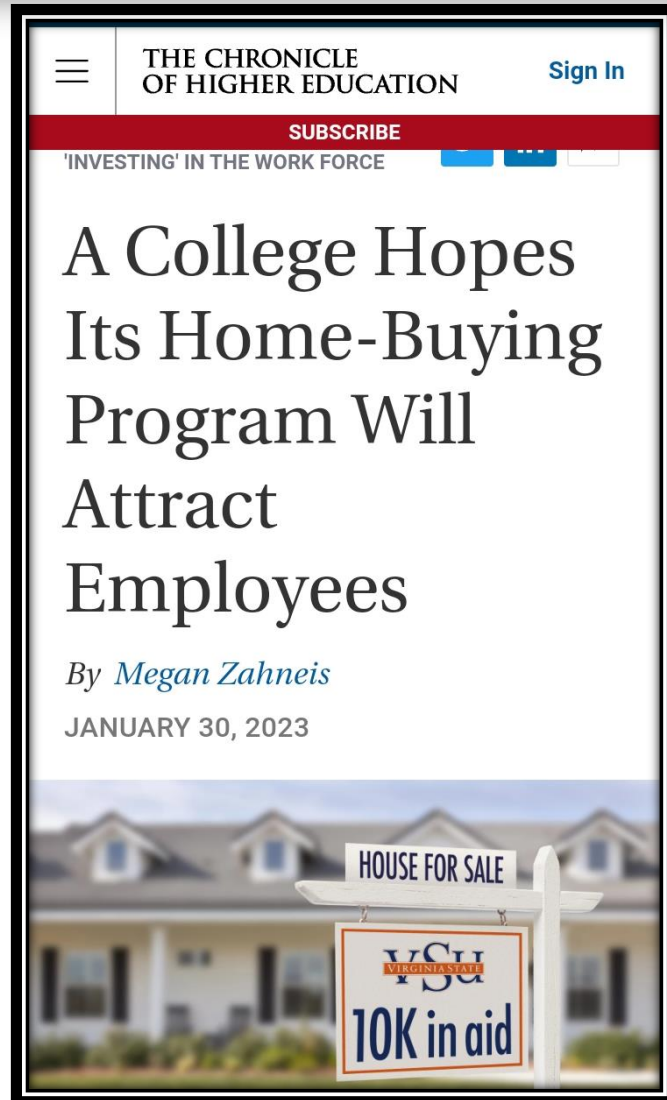 THE CHRONICLE
OF HIGHER EDUCATION
Sign In
SUBSCRIBE
'INVESTING' IN THE WORK FORCE
A College Hopes
Its Home-Buying
Program Will
Attract
Employees
By Megan Zahneis
JANUARY 30, 2023
HOUSE FOR SALE
VSU
VIRGINIA STATE
10K in aid